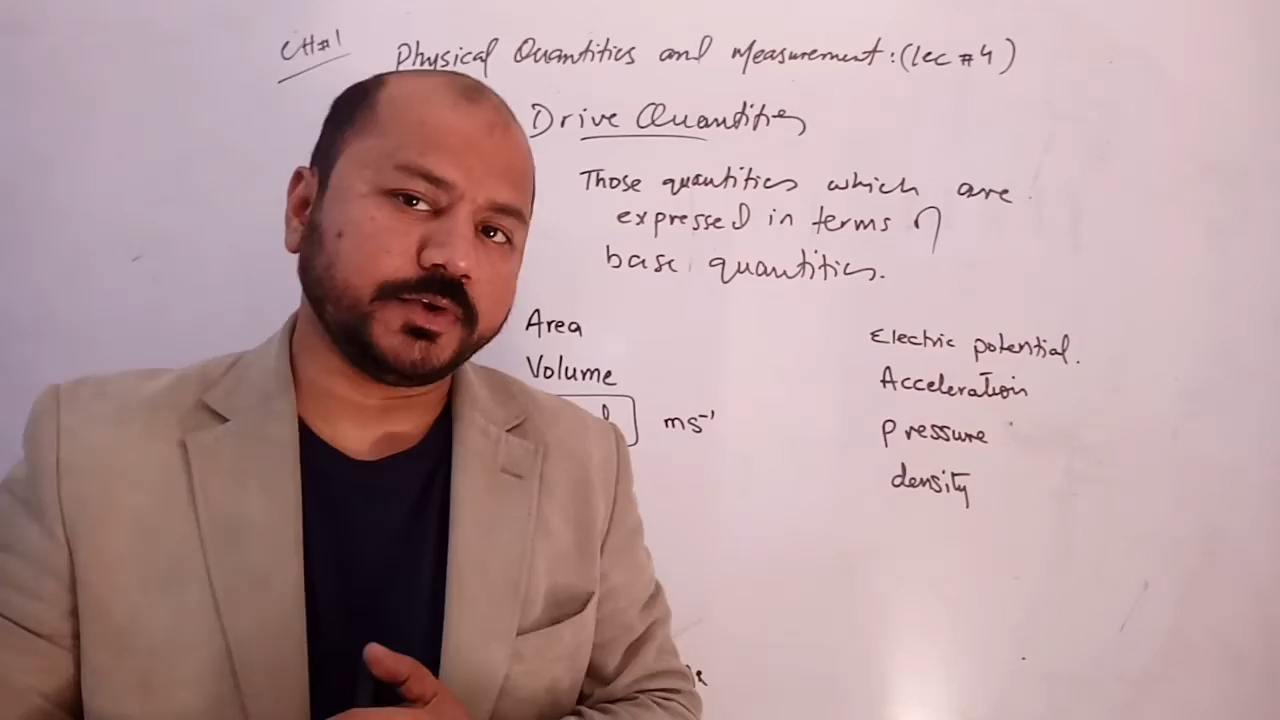 CH#1
Physical Quantities and Measurement:(lec #4)
Drive Quantities
Those quantities which are
expressed in terms of
base quantities.
Area
Volume
ms⁻¹
Electric potential.
Acceleration
pressure
density